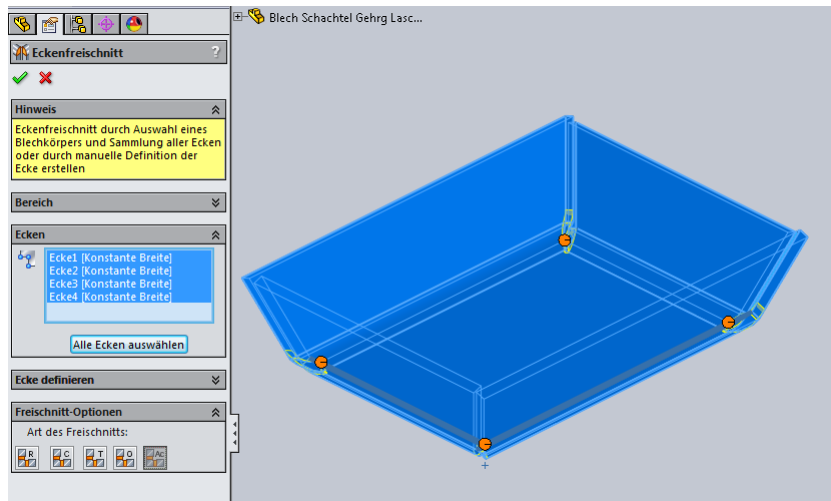 Blech Schachtel Gehrg Lasc...
Eckenfreischnitt
?
Hinweis
Eckenfreischnitt durch Auswahl eines
Blechkörpers und Sammlung aller Ecken
oder durch manuelle Definition der
Ecke erstellen
Bereich
Ecken
Ecke1 [Konstante Breite]
Ecke2 [Konstante Breite]
Ecke3 [Konstante Breite]
Ecke4 [Konstante Breite]
Alle Ecken auswählen
Ecke definieren
Freischnitt-Optionen
Art des Freischnitts:
R C T O Ac